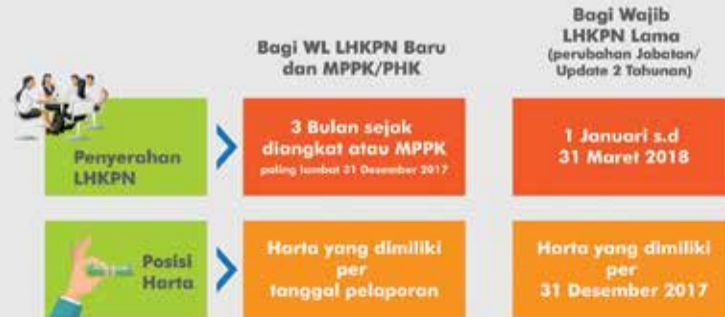 Bagi WL LHKPN Baru
dan MPPK/PHK
Bagi Wajib
LHKPN Lama
(perubahan Jabatan/
Update 2 Tahunan)
Penyerahan
LHKPN
3 Bulan sejak
diangkat atau MPPK
paling lambat 31 Desember 2017
1 Januari s.d
31 Maret 2018
Posisi
Harta
Harta yang dimiliki
per
tanggal pelaporan
Harta yang dimiliki
per
31 Desember 2017